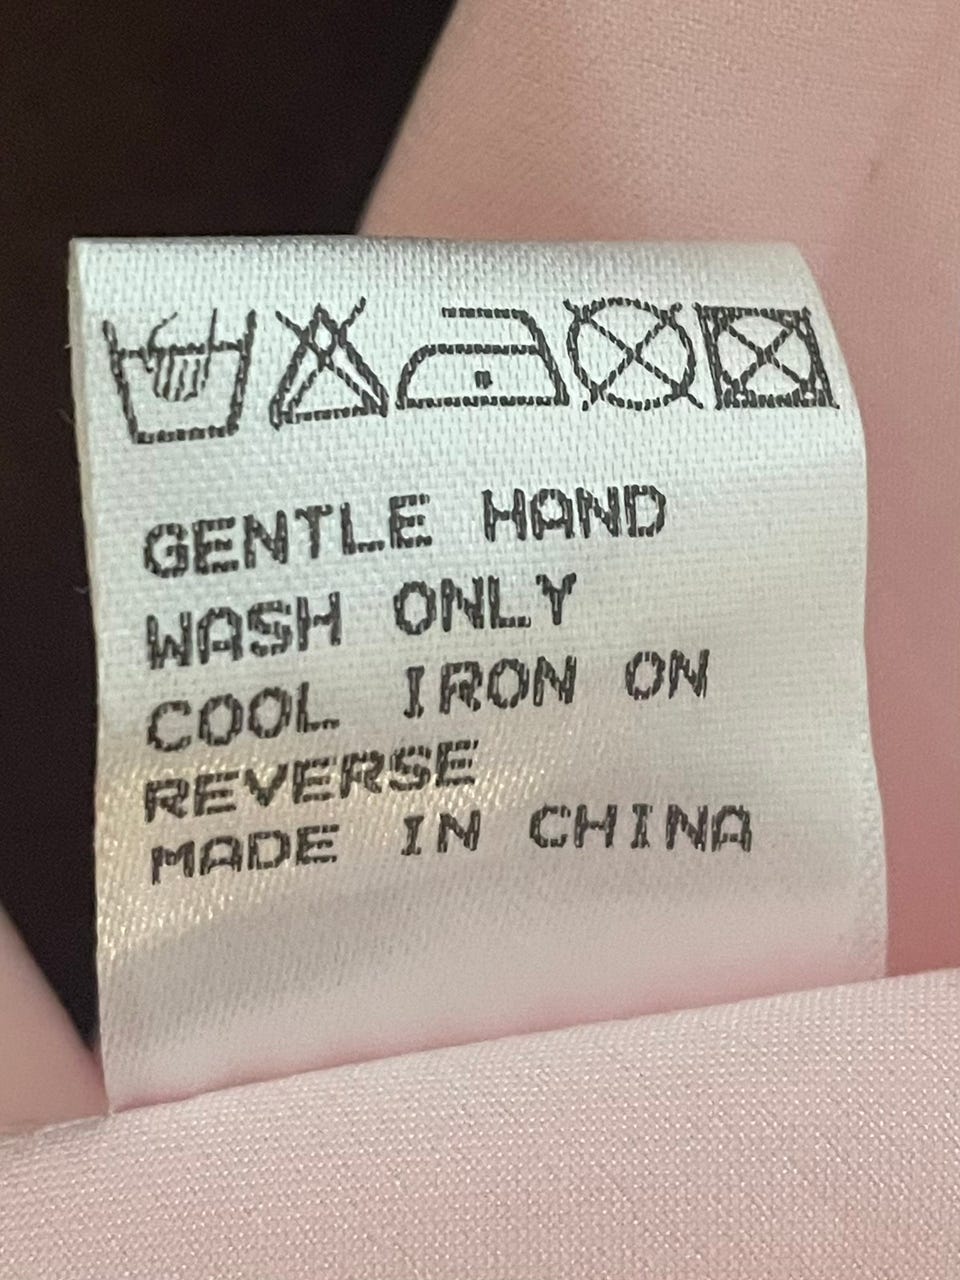 GENTLE HAND
WASH ONLY
COOL IRON ON
REVERSE
MADE IN CHINA